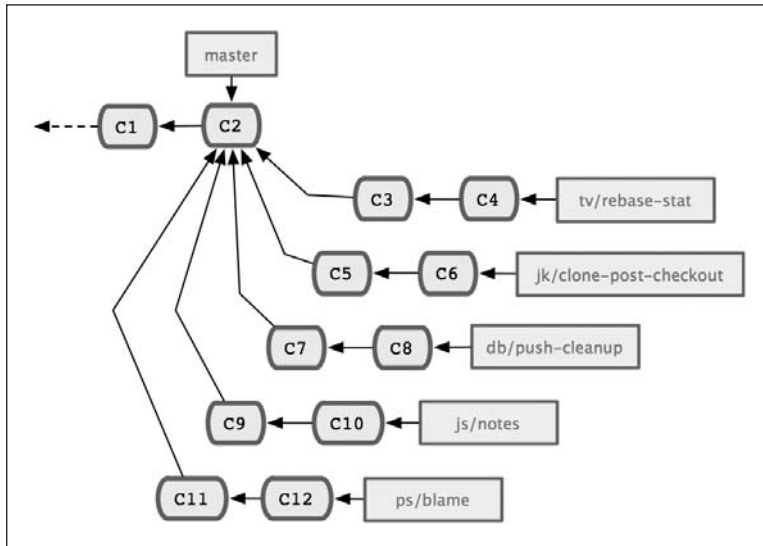 master
C1
C2
C3
C4
tv/rebase-stat
C5
C6
jk/clone-post-checkout
C7
C8
db/push-cleanup
C9
C10
js/notes
C11
C12
ps/blame